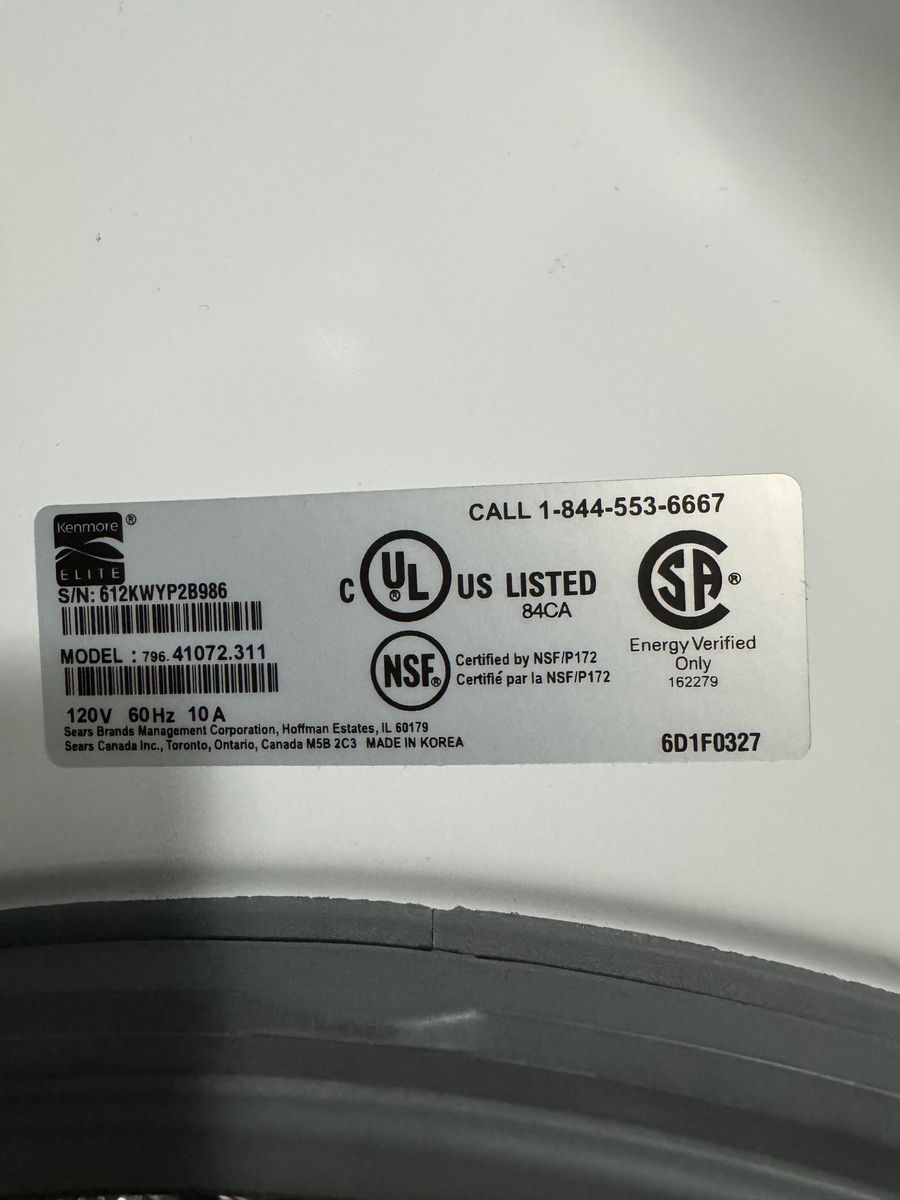 Kenmore ®
ELITE
S/N: 612KWYP2B986
MODEL : 796.41072.311
120V 60Hz 10A
Sears Brands Management Corporation, Hoffman Estates, IL 60179
Sears Canada Inc., Toronto, Ontario, Canada M5B 2C3 MADE IN KOREA
CALL 1-844-553-6667
C UL ® US LISTED
84CA
NSF®
Certified by NSF/P172
Certifié par la NSF/P172
SA ®
Energy Verified
Only
162279
6D1F0327